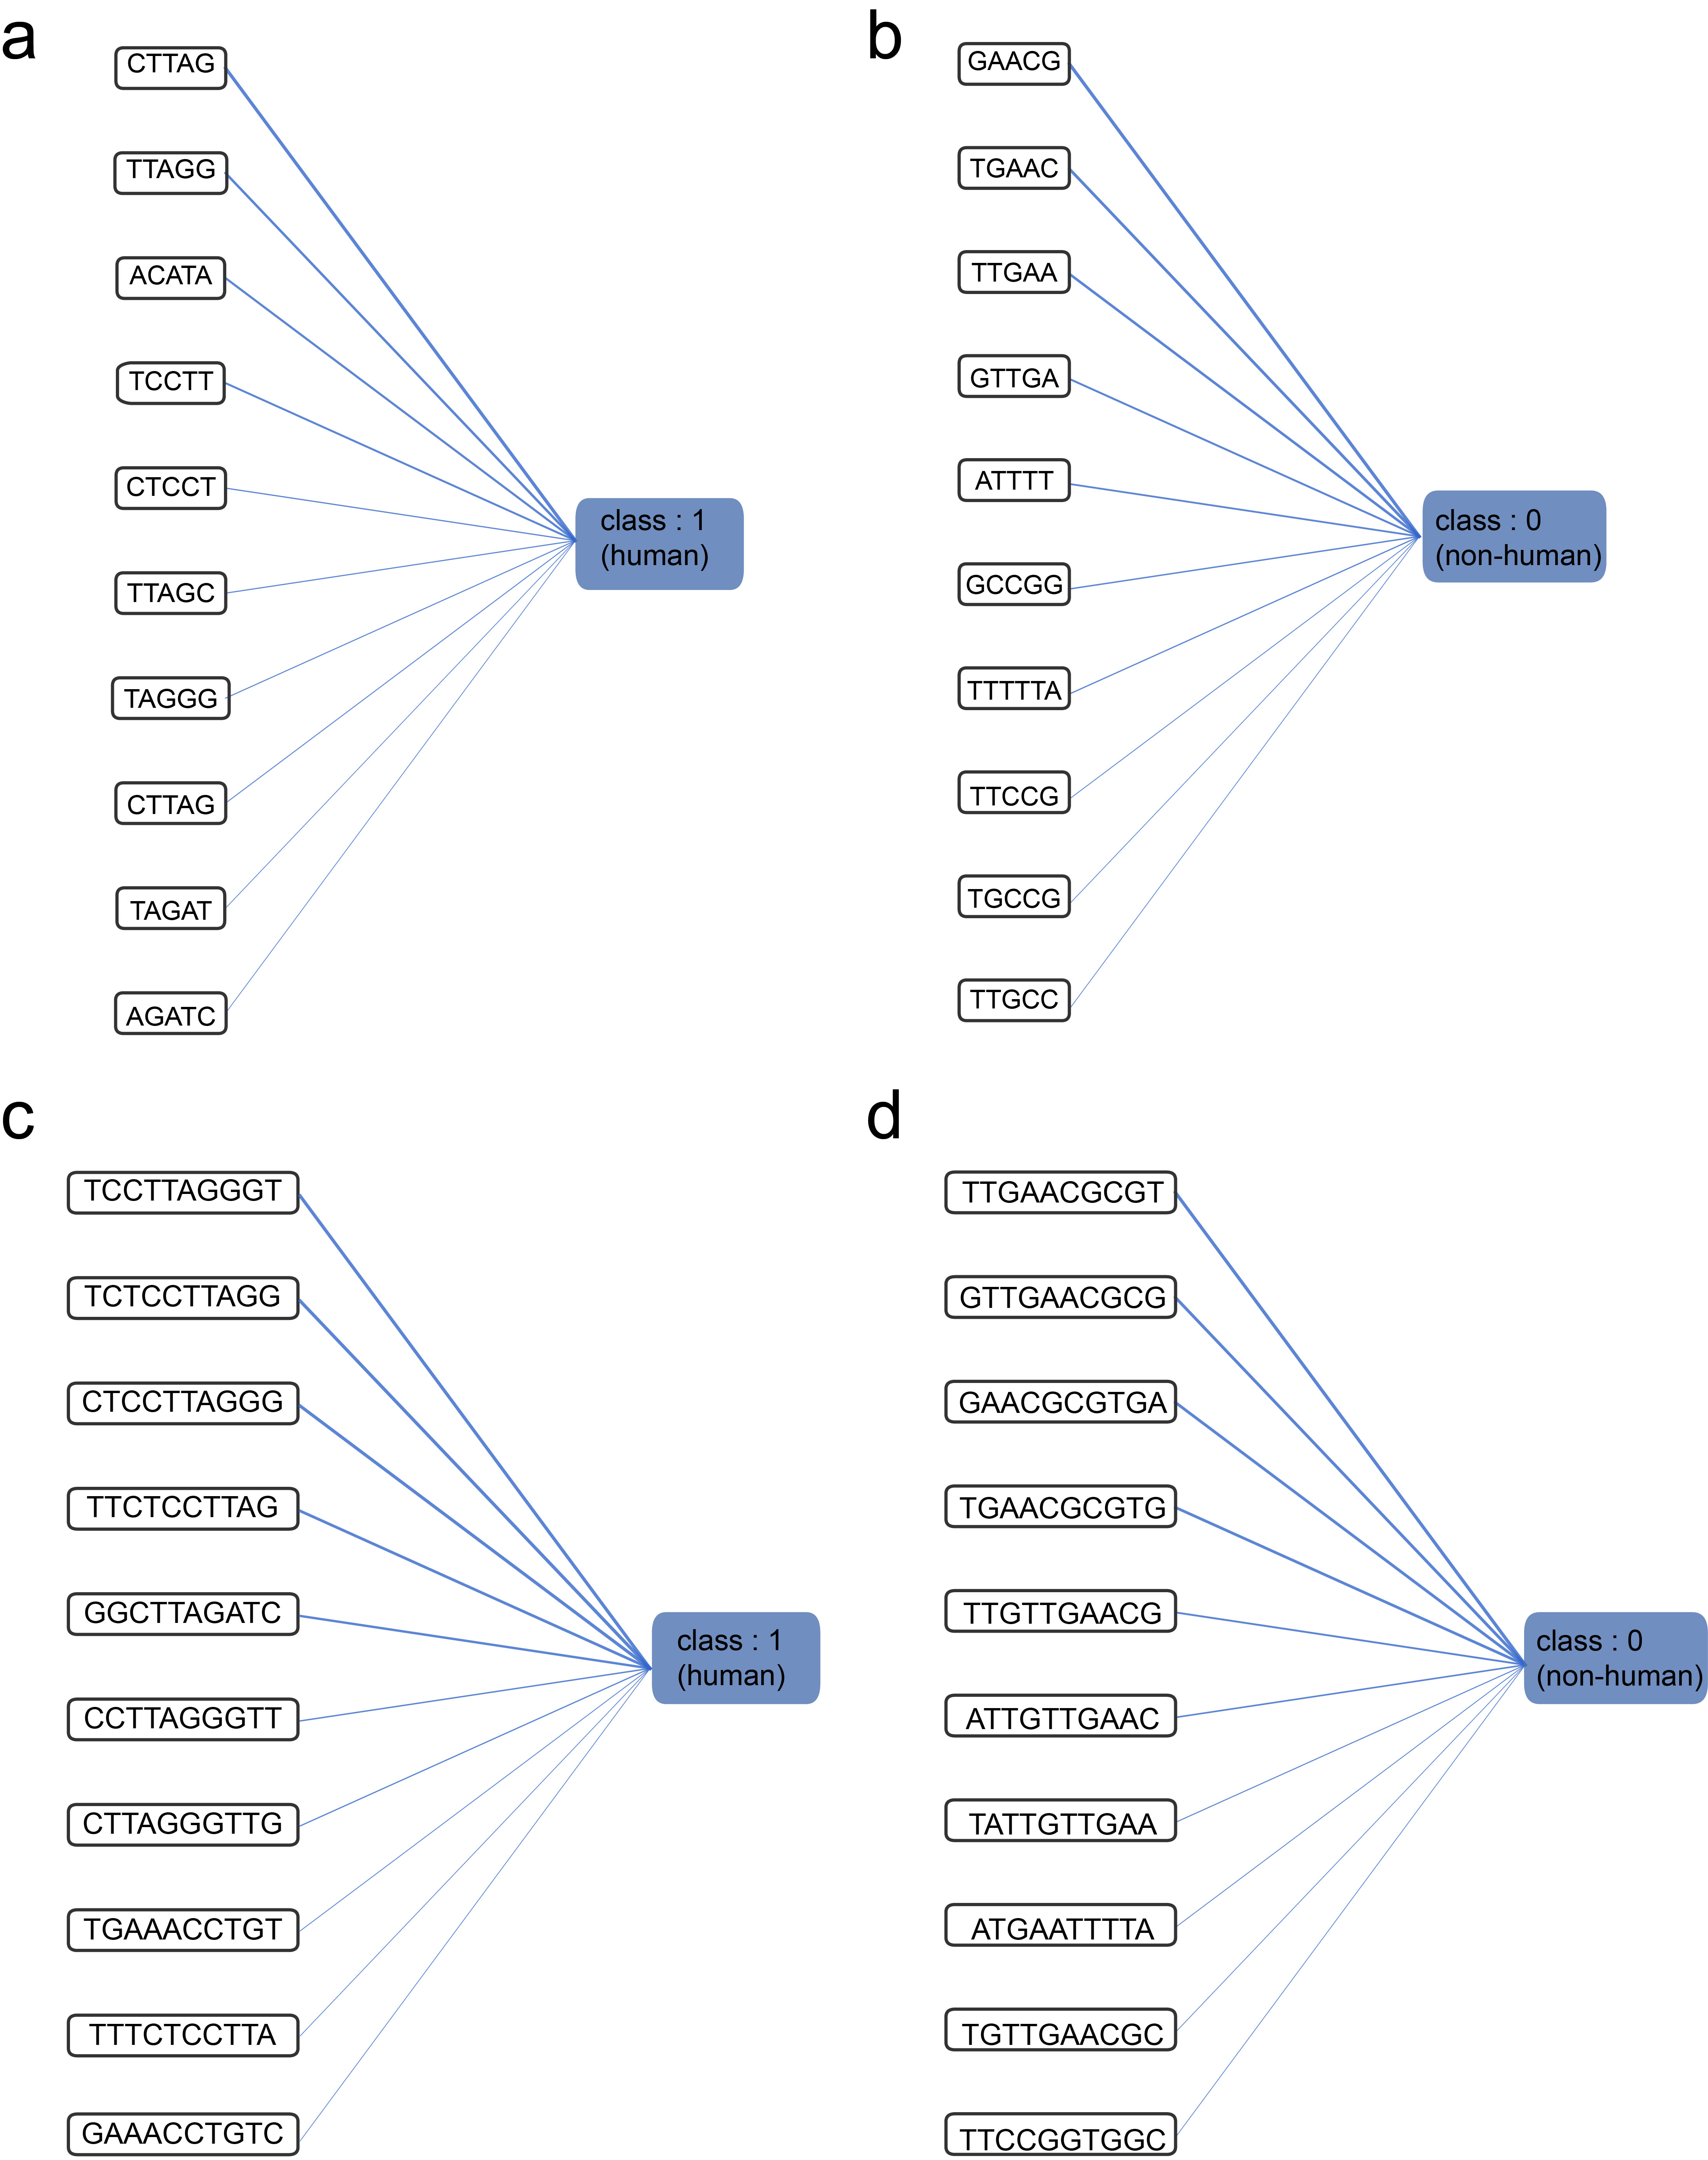 a
CTTAG
TTAGG
ACATA
TCCTT
CTCCT
TTAGC
TAGGG
CTTAG
TAGAT
AGATC
class : 1
(human)
b
GAACG
TGAAC
TTGAA
GTTGA
ATTTT
GCCGG
TTTTTA
TTCCG
TGCCG
TTGCC
class : 0
(non-human)
c
TCCTTAGGGT
TCTCCTTAGG
CTCCTTAGGG
TTCTCCTTAG
GGCTTAGATC
CCTTAGGGTT
CTTAGGGTTG
TGAAACCTGT
TTTCTCCTTA
GAAACCTGTC
class : 1
(human)
d
TTGAACGCGT
GTTGAACGCG
GAACGCGTGA
TGAACGCGTG
TTGTTGAACG
ATTGTTGAAC
TATTGTTGAA
ATGAATTTTA
TGTTGAACGC
TTCCGGTGGC
class : 0
(non-human)